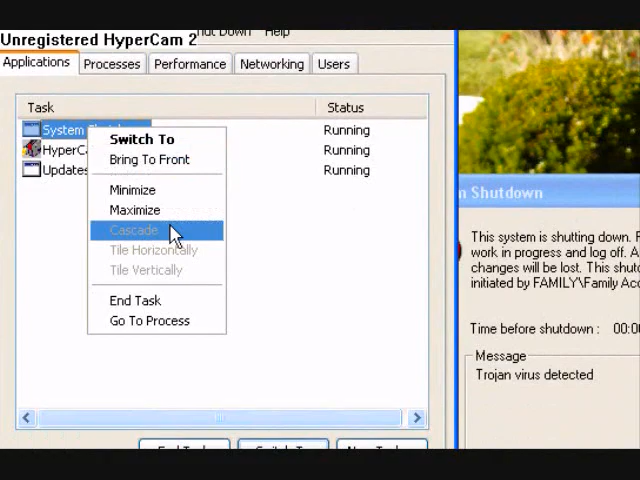 Unregistered HyperCam 2
Help
Applications
Processes
Performance
Networking
Users
Task
Status
System
Running
Running
Updates
Running
Switch To
Bring To Front
Minimize
Maximize
Cascade
Tile Horizontally
Tile Vertically
End Task
Go To Process
Shutdown
This system is shutting down.
work in progress and log off.
changes will be lost. This
initiated by FAMILY\Family
Time before shutdown :
Message
Trojan virus detected